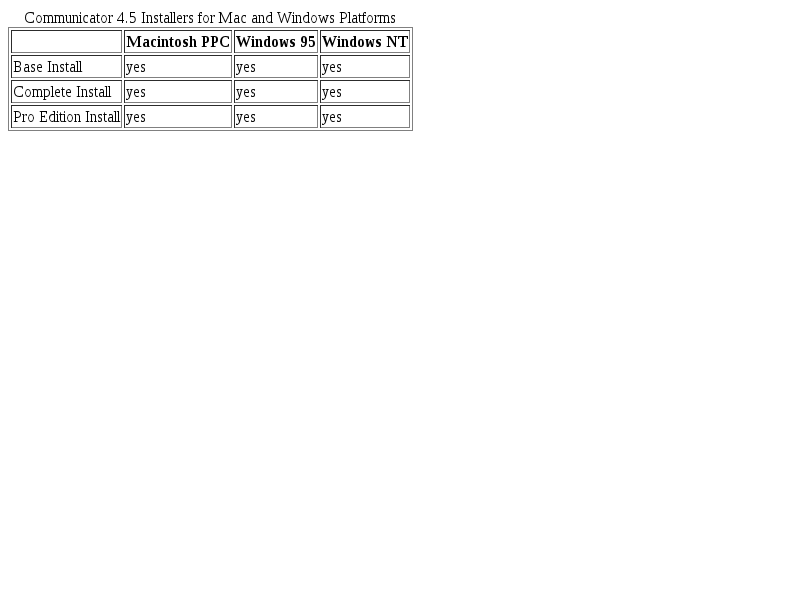 Communicator 4.5 Installers for Mac and Windows Platforms
Macintosh PPC Windows 95 Windows NT
Base Install yes yes yes
Complete Install yes yes yes
Pro Edition Install yes yes yes